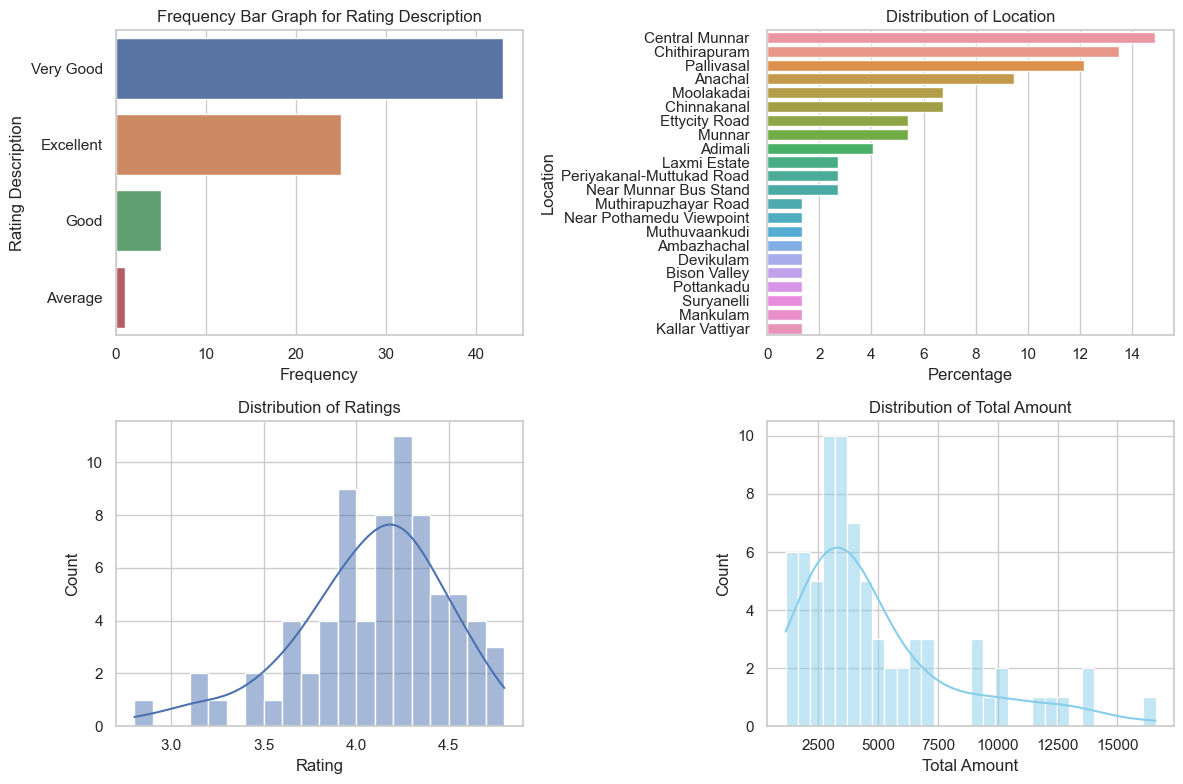 Frequency Bar Graph for Rating Description
Rating Description
Very Good
Excellent
Good
Average
0 10 20 30 40
Frequency
Distribution of Location
Location
Central Munnar
Chithirapuram
Pallivasal
Anachal
Moolakadai
Chinnakanal
Ettycity Road
Munnar
Adimali
Laxmi Estate
Periyakanal-Muttukad Road
Near Munnar Bus Stand
Muthirapuzhayar Road
Near Pothamedu Viewpoint
Muthuvaankudi
Ambazhachal
Devikulam
Bison Valley
Pottankadu
Suryanelli
Mankulam
Kallar Vattiyar
0 2 4 6 8 10 12 14
Percentage
Distribution of Ratings
Count
10
8
6
4
2
0
3.0 3.5 4.0 4.5
Rating
Distribution of Total Amount
Count
10
8
6
4
2
0
2500 5000 7500 10000 12500 15000
Total Amount